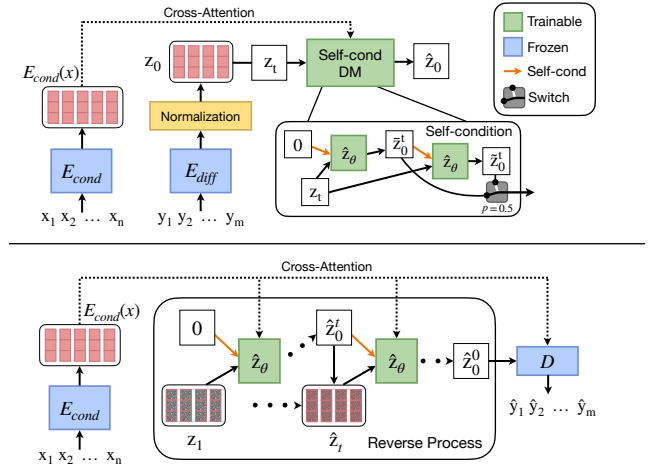 Cross-Attention
E_cond(x)
z_0
z_t
Self-cond
DM
ẑ_0
Trainable
Frozen
Self-cond
Switch
Normalization
E_cond
E_diff
x_1 x_2 … x_n
y_1 y_2 … y_m
Self-condition
0
ẑ_θ
z̃_0^t
ẑ_θ
z̃_0^t
z_t
p = 0.5
Cross-Attention
E_cond(x)
E_cond
x_1 x_2 … x_n
0
ẑ_θ
ẑ_0^t
ẑ_θ
ẑ_0^0
D
z_1
ẑ_t
Reverse Process
ŷ_1 ŷ_2 … ŷ_m